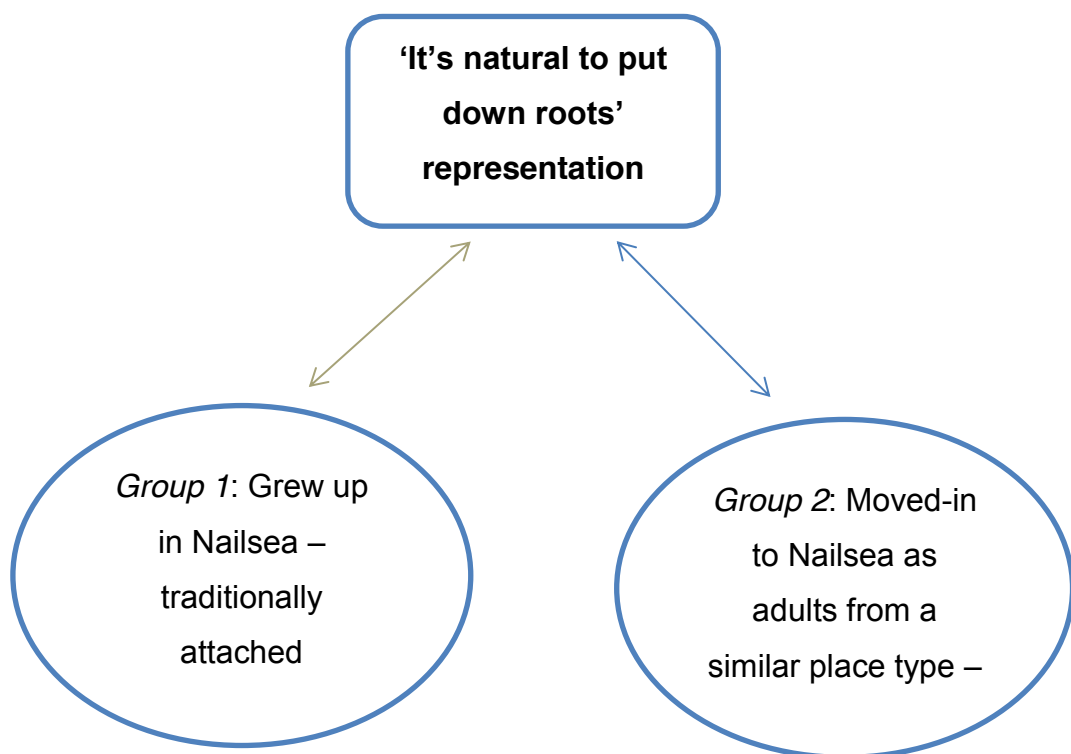 ‘It’s natural to put
down roots’
representation
Group 1: Grew up
in Nailsea –
traditionally
attached
Group 2: Moved-in
to Nailsea as
adults from a
similar place type –